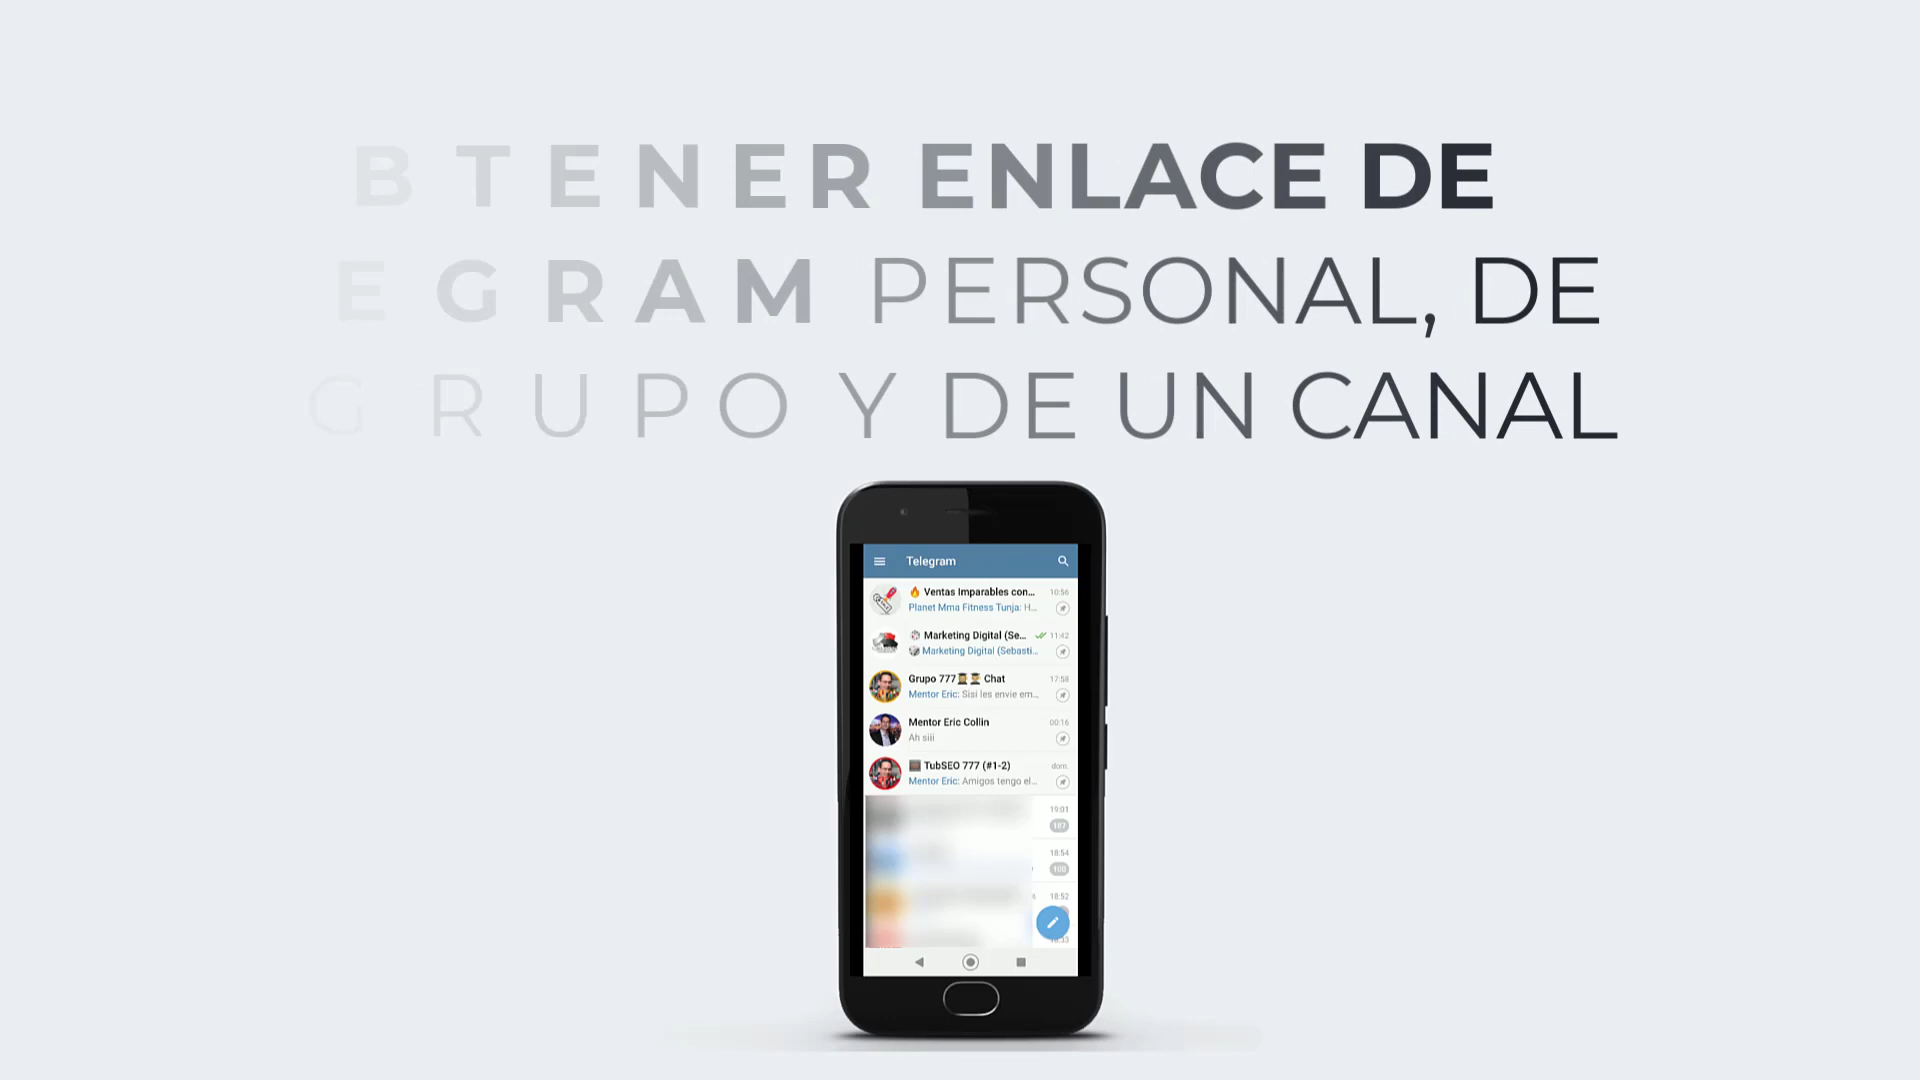 BTENER ENLACE DE
EGRAM PERSONAL, DE
GRUPO Y DE UN CANAL
Telegram
🔥 Ventas Imparables con... 10:56
Planet Mma Fitness Tunja: H...
Marketing Digital (Se... 11:42
Marketing Digital (Sebasti...
Grupo 777👨🏽‍🎓👨🏼‍🎓 Chat 17:58
Mentor Eric: Sisi les envie em...
Mentor Eric Collin 00:16
Ah siii
TubSEO 777 (#1-2) dom.
Mentor Eric: Amigos tengo el...
19:01
187
18:54
100
18:52